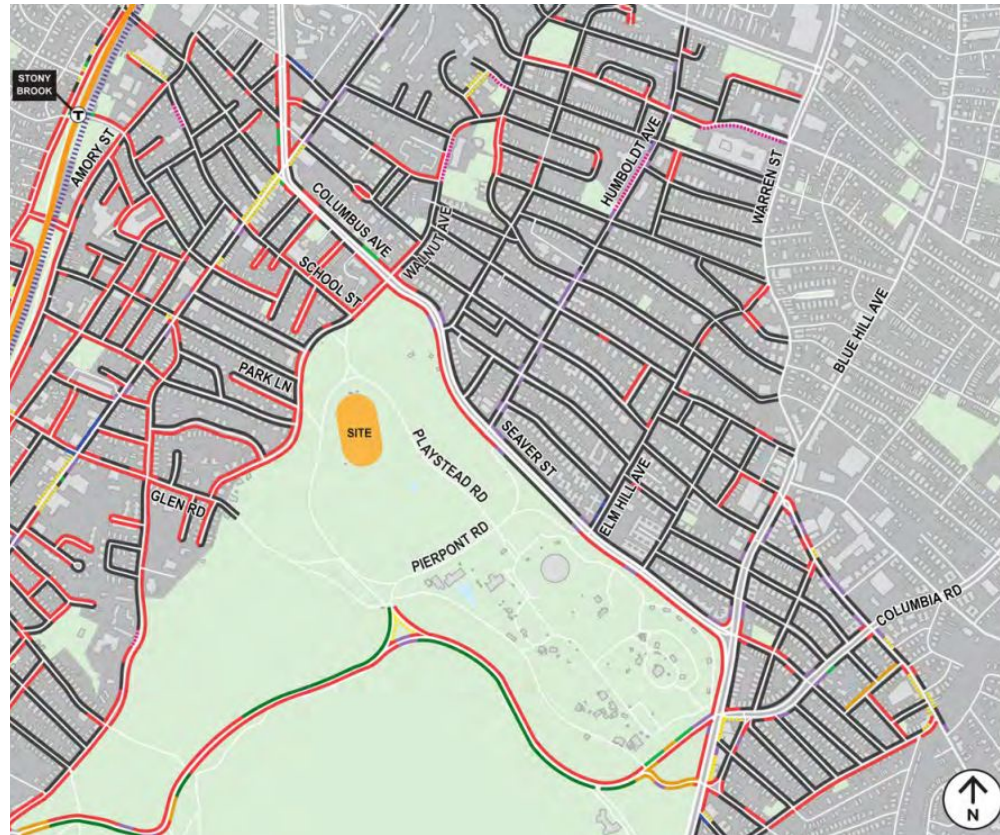 STONY
BROOK
T
AMORY ST
COLUMBUS AVE
HUMBOLDT AVE
WARREN ST
WALNUT AVE
SCHOOL ST
BLUE HILL AVE
PARK LN
SITE
PLAYSTEAD RD
SEAVER ST
GLEN RD
ELM HILL AVE
PIERPONT RD
COLUMBIA RD
N